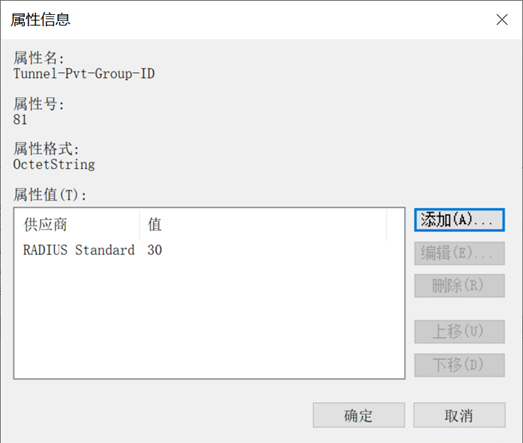 属性信息
属性名:
Tunnel-Pvt-Group-ID
属性号:
81
属性格式:
OctetString
属性值(T):
供应商 值
RADIUS Standard 30
添加(A)...
编辑(E)...
删除(R)
上移(U)
下移(D)
确定 取消